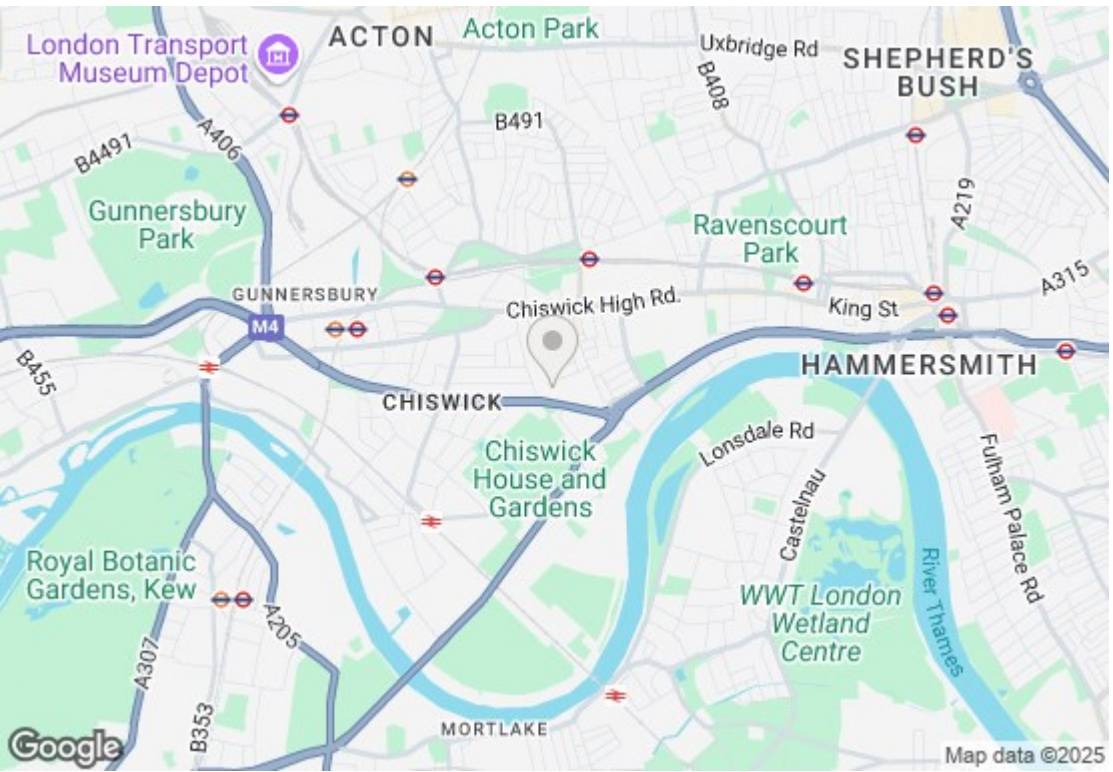 London Transport
Museum Depot
ACTON
Acton Park
Uxbridge Rd
SHEPHERD'S
BUSH
B408
B491
B4491
A406
A219
Gunnersbury
Park
Ravenscourt
Park
A315
GUNNERSBURY
Chiswick High Rd.
King St
M4
B455
HAMMERSMITH
CHISWICK
Lonsdale Rd
Chiswick
House and
Gardens
Castelnau
Fulham Palace Rd
Royal Botanic
Gardens, Kew
River Thames
WWT London
Wetland
Centre
A205
A307
B353
MORTLAKE
Google
Map data ©2025